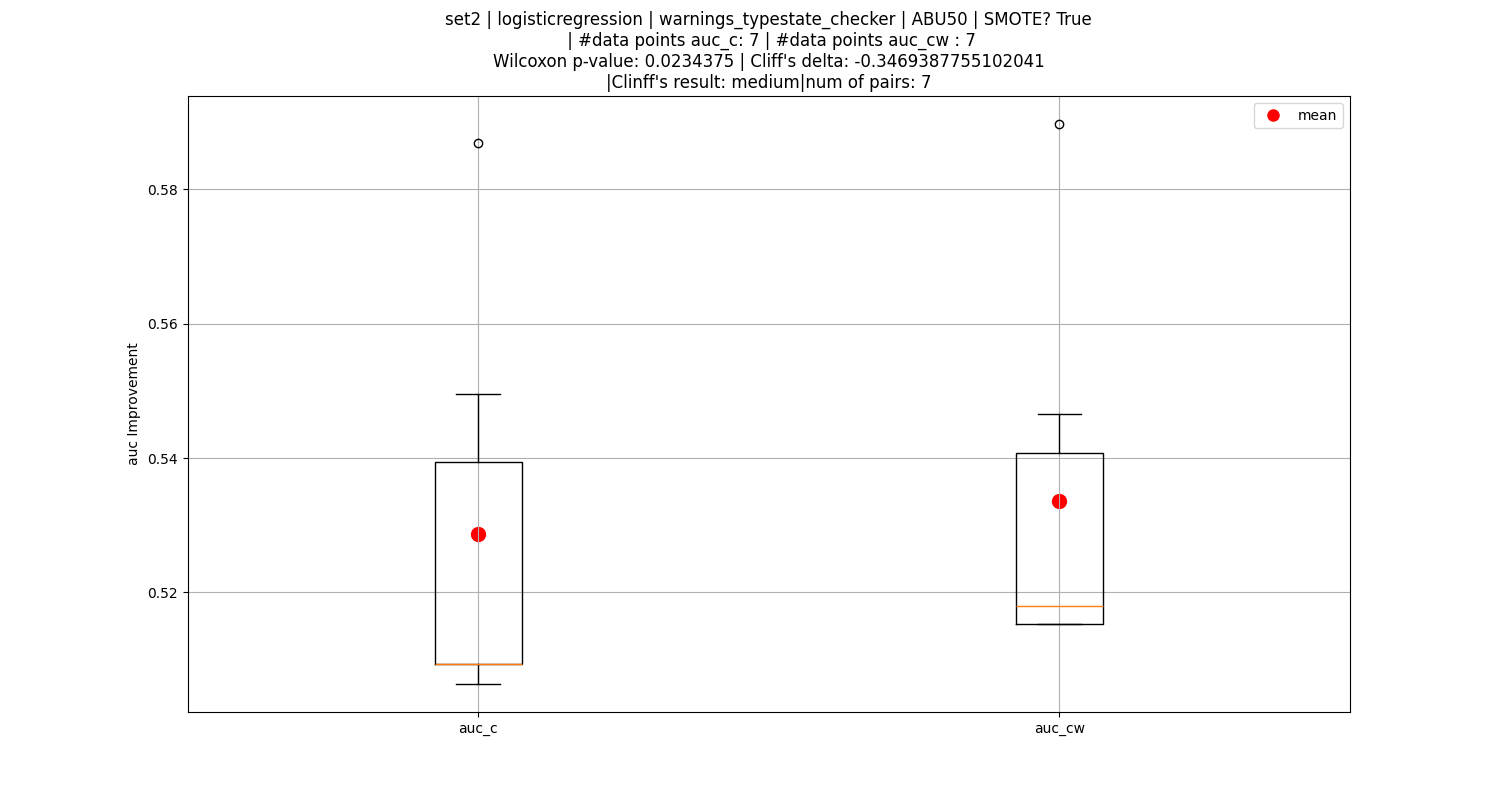 set2 | logisticregression | warnings_typestate_checker | ABU50 | SMOTE? True
| #data points auc_c: 7 | #data points auc_cw : 7
Wilcoxon p-value: 0.0234375 | Cliff's delta: -0.3469387755102041
|Clinff's result: medium|num of pairs: 7
mean
auc Improvement
0.58
0.56
0.54
0.52
auc_c
auc_cw